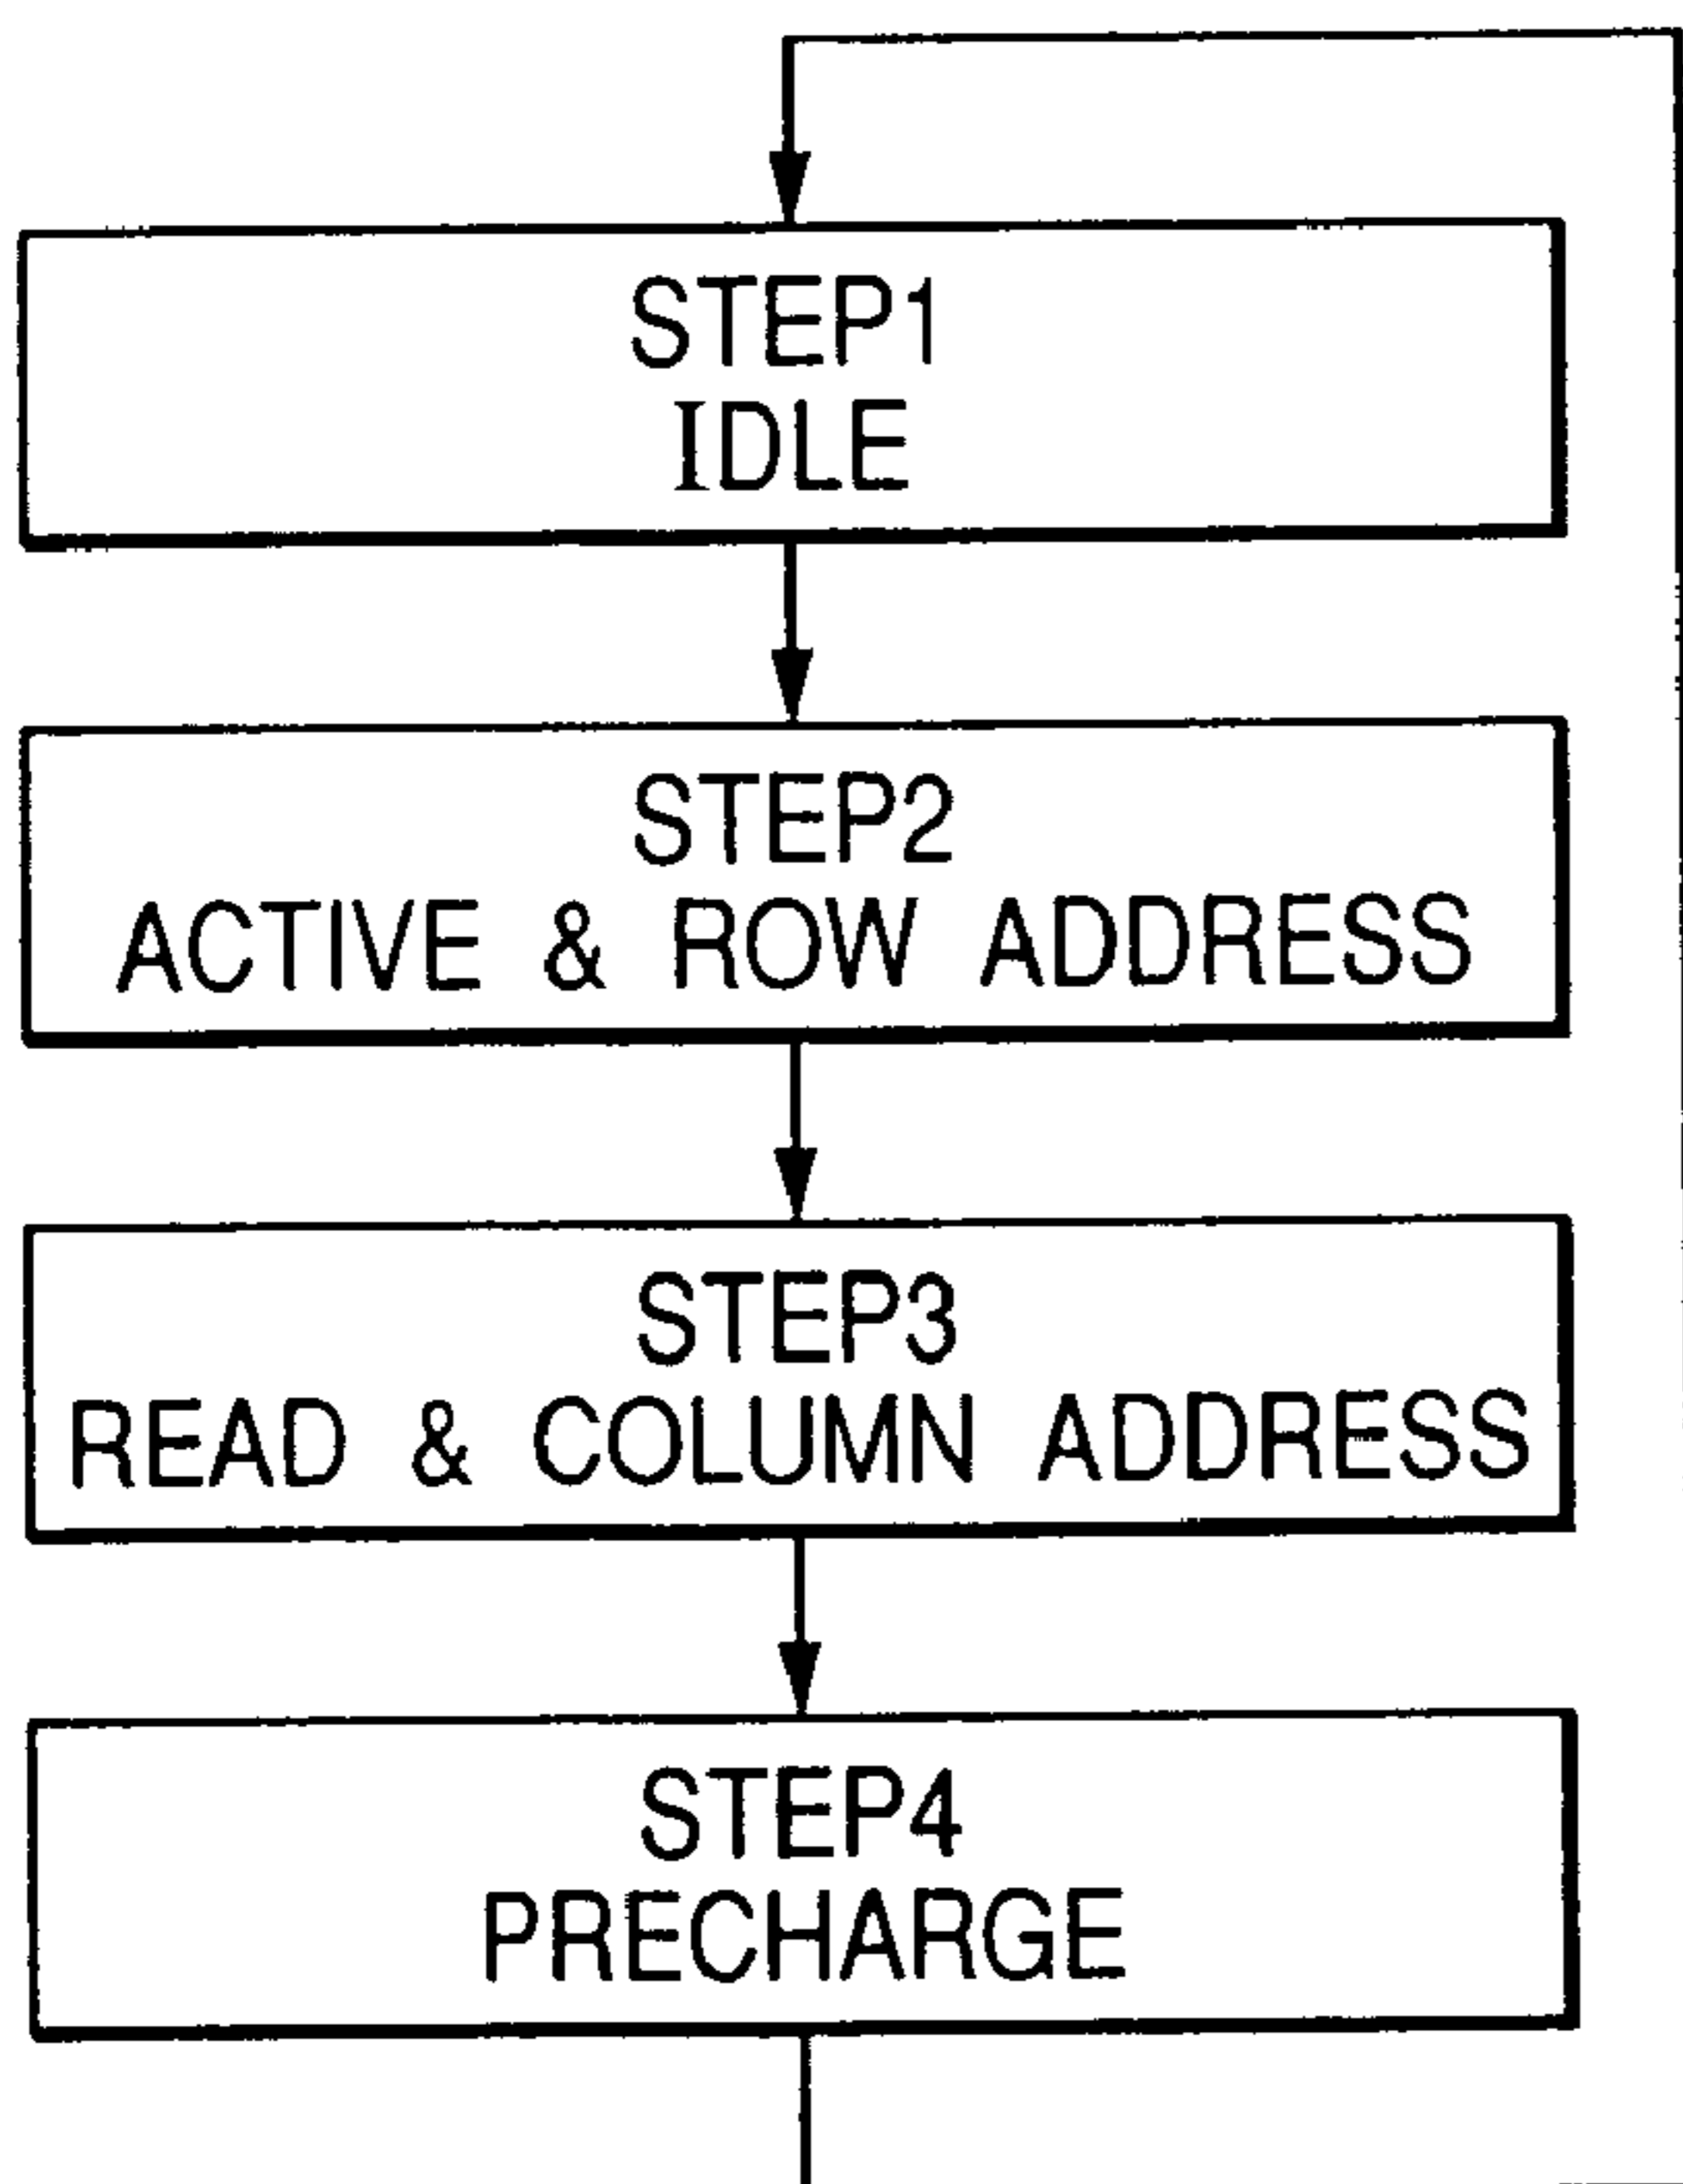 STEP1
IDLE
STEP2
ACTIVE & ROW ADDRESS
STEP3
READ & COLUMN ADDRESS
STEP4
PRECHARGE